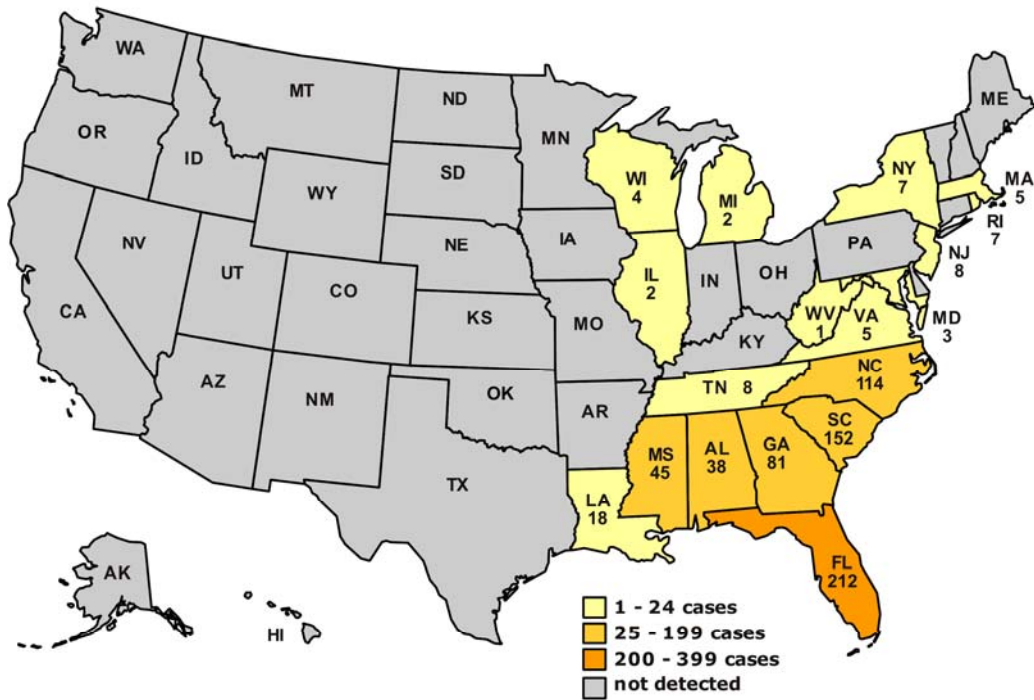 WA
MT
ND
MN
ME
OR
ID
SD
WI
4
NY
7
MA
5
WY
MI
2
RI
7
NV
NE
IA
PA
NJ
8
UT
CO
IL
2
IN
OH
CA
KS
MO
WV
1
VA
5
MD
3
KY
AZ
NM
OK
AR
TN 8
NC
114
SC
152
MS
45
AL
38
GA
81
TX
LA
18
FL
212
AK
HI
1 - 24 cases
25 - 199 cases
200 - 399 cases
not detected